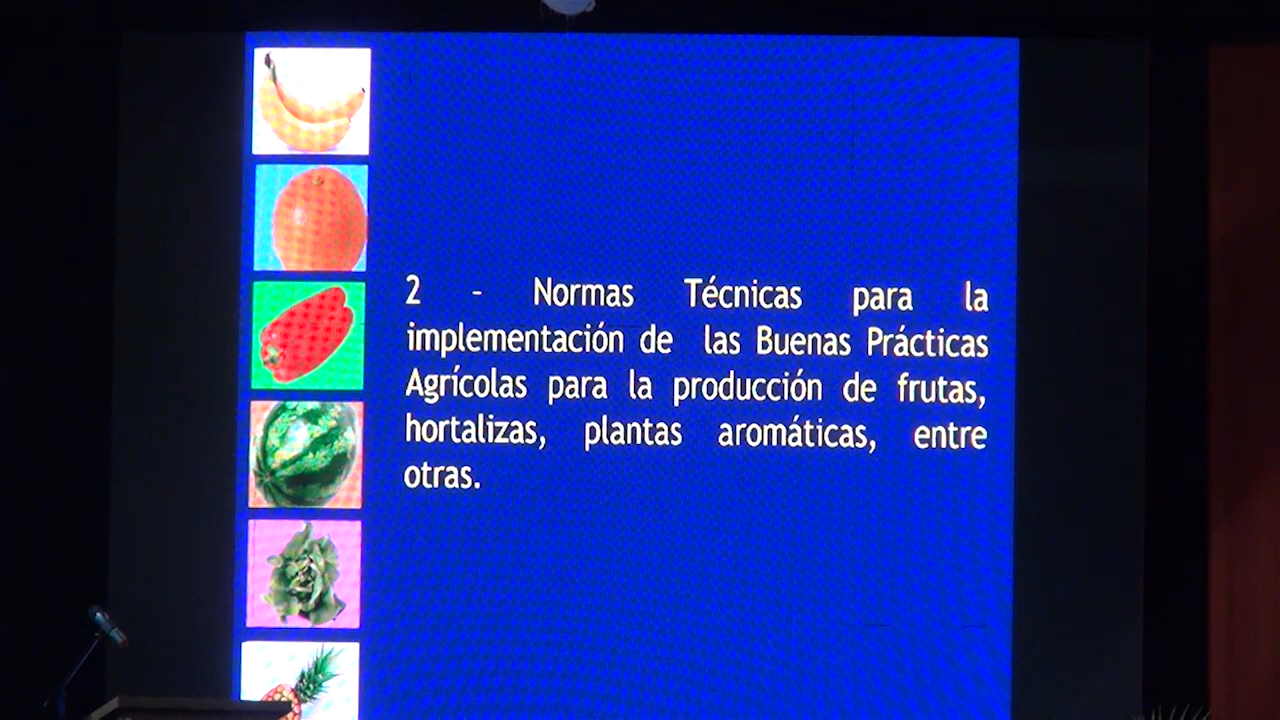 2 - Normas Técnicas para la
implementación de las Buenas Prácticas
Agrícolas para la producción de frutas,
hortalizas, plantas aromáticas, entre
otras.